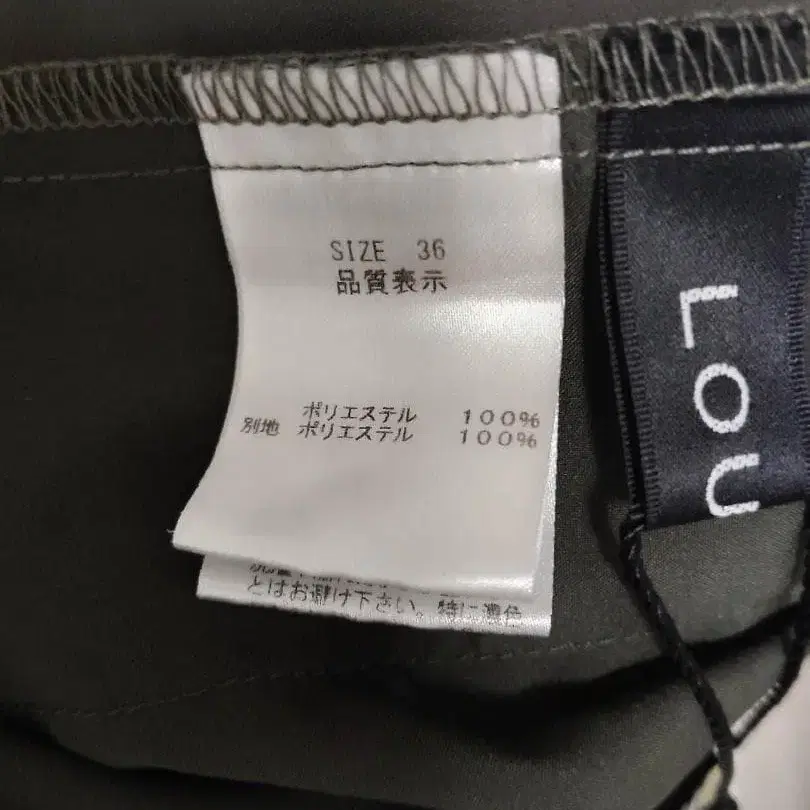 SIZE 36
品質表示
ポリエステル 100%
別地 ポリエステル 100%
とはお避け下さい。特に濃色
LOU